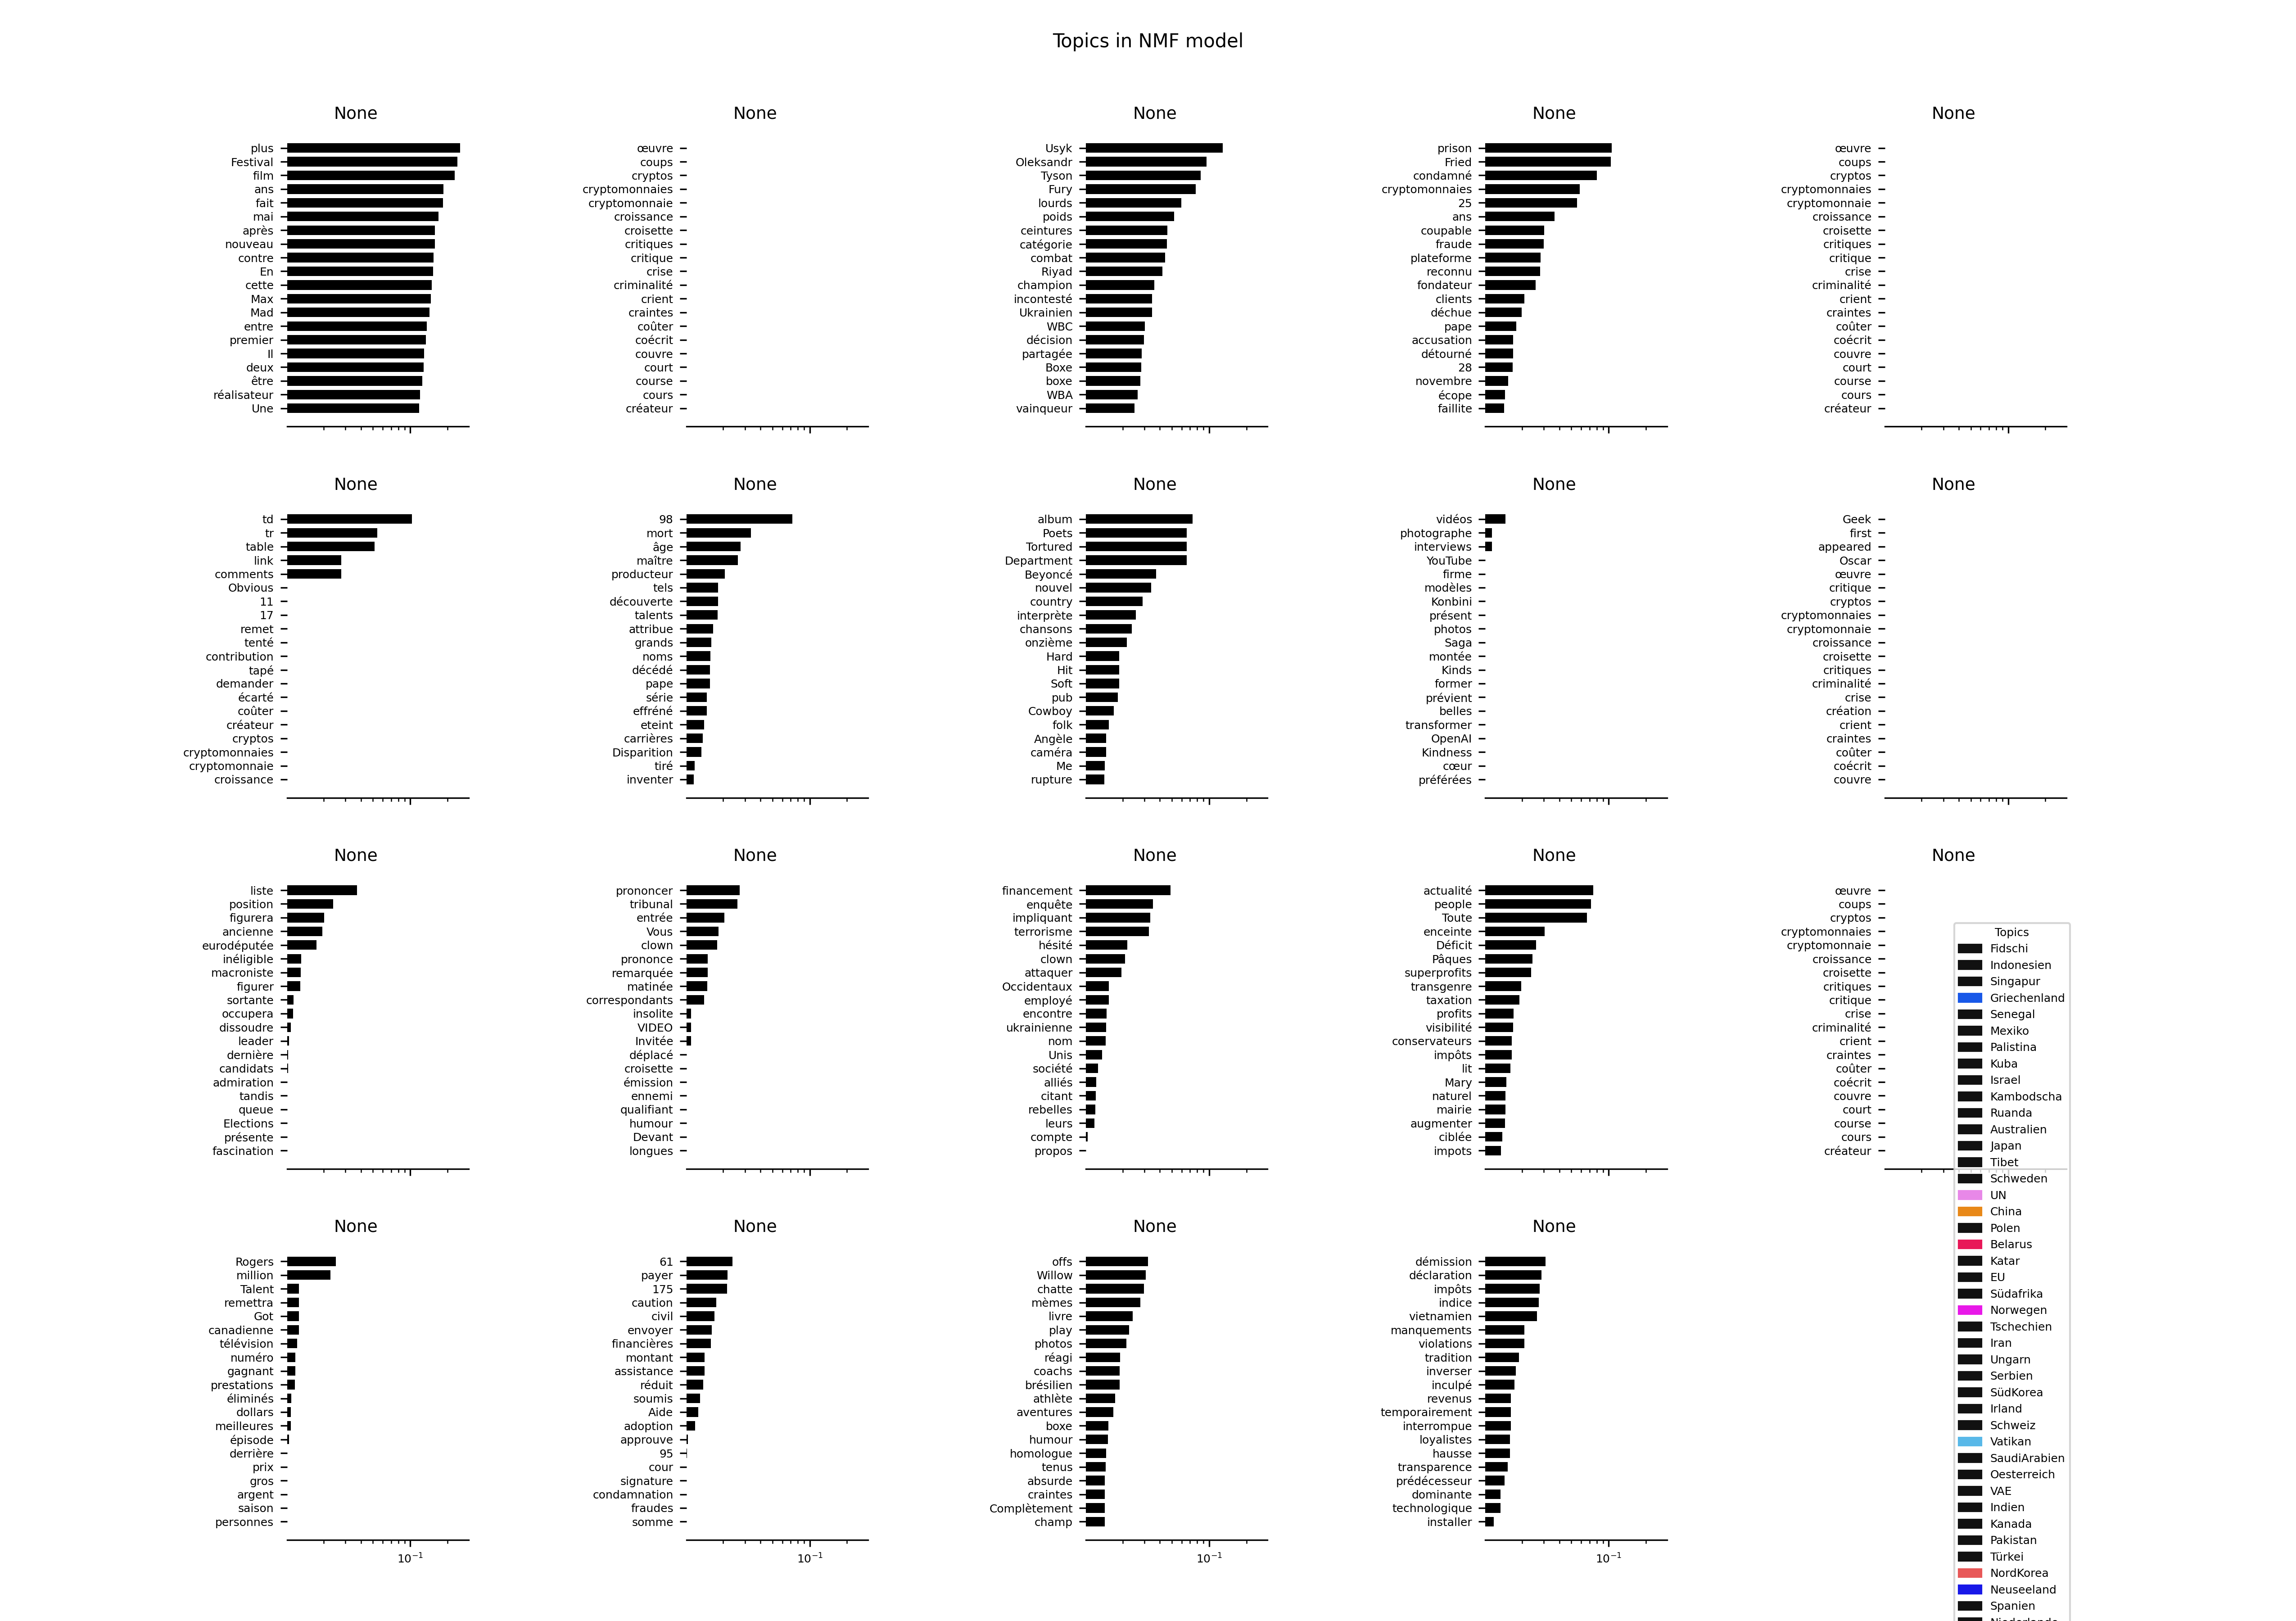 Topics in NMF model
None
plus
Festival
film
ans
fait
mai
après
nouveau
contre
En
cette
Max
Mad
entre
premier
Il
deux
être
réalisateur
Une
None
œuvre
coups
cryptos
cryptomonnaies
cryptomonnaie
croissance
croisette
critiques
critique
crise
criminalité
crient
craintes
coûter
coécrit
couvre
court
course
cours
créateur
None
Usyk
Oleksandr
Tyson
Fury
lourds
poids
ceintures
catégorie
combat
Riyad
champion
incontesté
Ukrainien
WBC
décision
partagée
Boxe
boxe
WBA
vainqueur
None
prison
Fried
condamné
cryptomonnaies
25
ans
coupable
fraude
plateforme
reconnu
fondateur
clients
déchue
pape
accusation
détourné
28
novembre
écope
faillite
None
œuvre
coups
cryptos
cryptomonnaies
cryptomonnaie
croissance
croisette
critiques
critique
crise
criminalité
crient
craintes
coûter
coécrit
couvre
court
course
cours
créateur
None
td
tr
table
link
comments
Obvious
11
17
remet
tenté
contribution
tapé
demander
écarté
coûter
créateur
cryptos
cryptomonnaies
cryptomonnaie
croissance
None
98
mort
âge
maître
producteur
tels
découverte
talents
attribue
grands
noms
décédé
pape
série
effréné
eteint
carrières
Disparition
tiré
inventer
None
album
Poets
Tortured
Department
Beyoncé
nouvel
country
interprète
chansons
onzième
Hard
Hit
Soft
pub
Cowboy
folk
Angèle
caméra
Me
rupture
None
vidéos
photographe
interviews
YouTube
firme
modèles
Konbini
présent
photos
Saga
montée
Kinds
former
prévient
belles
transformer
OpenAI
Kindness
cœur
préférées
None
Geek
first
appeared
Oscar
œuvre
critique
cryptos
cryptomonnaies
cryptomonnaie
croissance
croisette
critiques
criminalité
crise
création
crient
craintes
coûter
coécrit
couvre
None
liste
position
figurera
ancienne
eurodéputée
inéligible
macroniste
figurer
sortante
occupera
dissoudre
leader
dernière
candidats
admiration
tandis
queue
Elections
présente
fascination
None
prononcer
tribunal
entrée
Vous
clown
prononce
remarquée
matinée
correspondants
insolite
VIDEO
Invitée
déplacé
croisette
émission
ennemi
qualifiant
humour
Devant
longues
None
financement
enquête
impliquant
terrorisme
hésité
clown
attaquer
Occidentaux
employé
encontre
ukrainienne
nom
Unis
société
alliés
citant
rebelles
leurs
compte
propos
None
actualité
people
Toute
enceinte
Déficit
Pâques
superprofits
transgenre
taxation
profits
visibilité
conservateurs
impôts
lit
Mary
naturel
mairie
augmenter
ciblée
impots
None
œuvre
coups
cryptos
cryptomonnaies
cryptomonnaie
croissance
croisette
critiques
critique
crise
criminalité
crient
craintes
coûter
coécrit
couvre
court
course
cours
créateur
None
Rogers
million
Talent
remettra
Got
canadienne
télévision
numéro
gagnant
prestations
éliminés
dollars
meilleures
épisode
derrière
prix
gros
argent
saison
personnes
10⁻¹
None
61
payer
175
caution
civil
envoyer
financières
montant
assistance
réduit
soumis
Aide
adoption
approuve
95
cour
signature
condamnation
fraudes
somme
10⁻¹
None
offs
Willow
chatte
mèmes
livre
play
photos
réagi
coachs
brésilien
athlète
aventures
boxe
humour
homologue
tenus
absurde
craintes
Complètement
champ
10⁻¹
None
démission
déclaration
impôts
indice
vietnamien
manquements
violations
tradition
inverser
inculpé
revenus
temporairement
interrompue
loyalistes
hausse
transparence
prédécesseur
dominante
technologique
installer
10⁻¹
Topics
Fidschi
Indonesien
Singapur
Griechenland
Senegal
Mexiko
Palistina
Kuba
Israel
Kambodscha
Ruanda
Australien
Japan
Tibet
Schweden
UN
China
Polen
Belarus
Katar
EU
Südafrika
Norwegen
Tschechien
Iran
Ungarn
Serbien
SüdKorea
Irland
Schweiz
Vatikan
SaudiArabien
Oesterreich
VAE
Indien
Kanada
Pakistan
Türkei
NordKorea
Neuseeland
Spanien